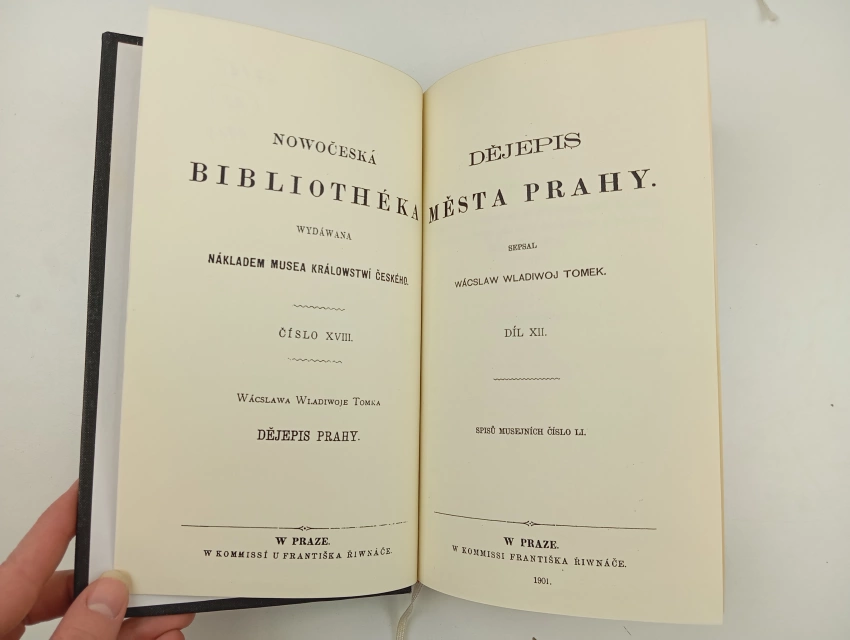 NOWOČESKÁ
BIBLIOTHÉKA
WYDÁWANA
NÁKLADEM MUSEA KRÁLOWSTWÍ ČESKÉHO.
ČÍSLO XVIII.
WÁCSLAWA WLADIWOJE TOMKA
DĚJEPIS PRAHY.
W PRAZE.
W KOMMISSÍ U FRANTIŠKA ŘIWNÁČE.
DĚJEPIS
MĚSTA PRAHY.
SEPSAL
WÁCSLAW WLADIWOJ TOMEK.
DÍL XII.
SPISŮ MUSEJNÍCH ČÍSLO LI.
W PRAZE.
W KOMMISSI FRANTIŠKA ŘIWNÁČE.
1901.